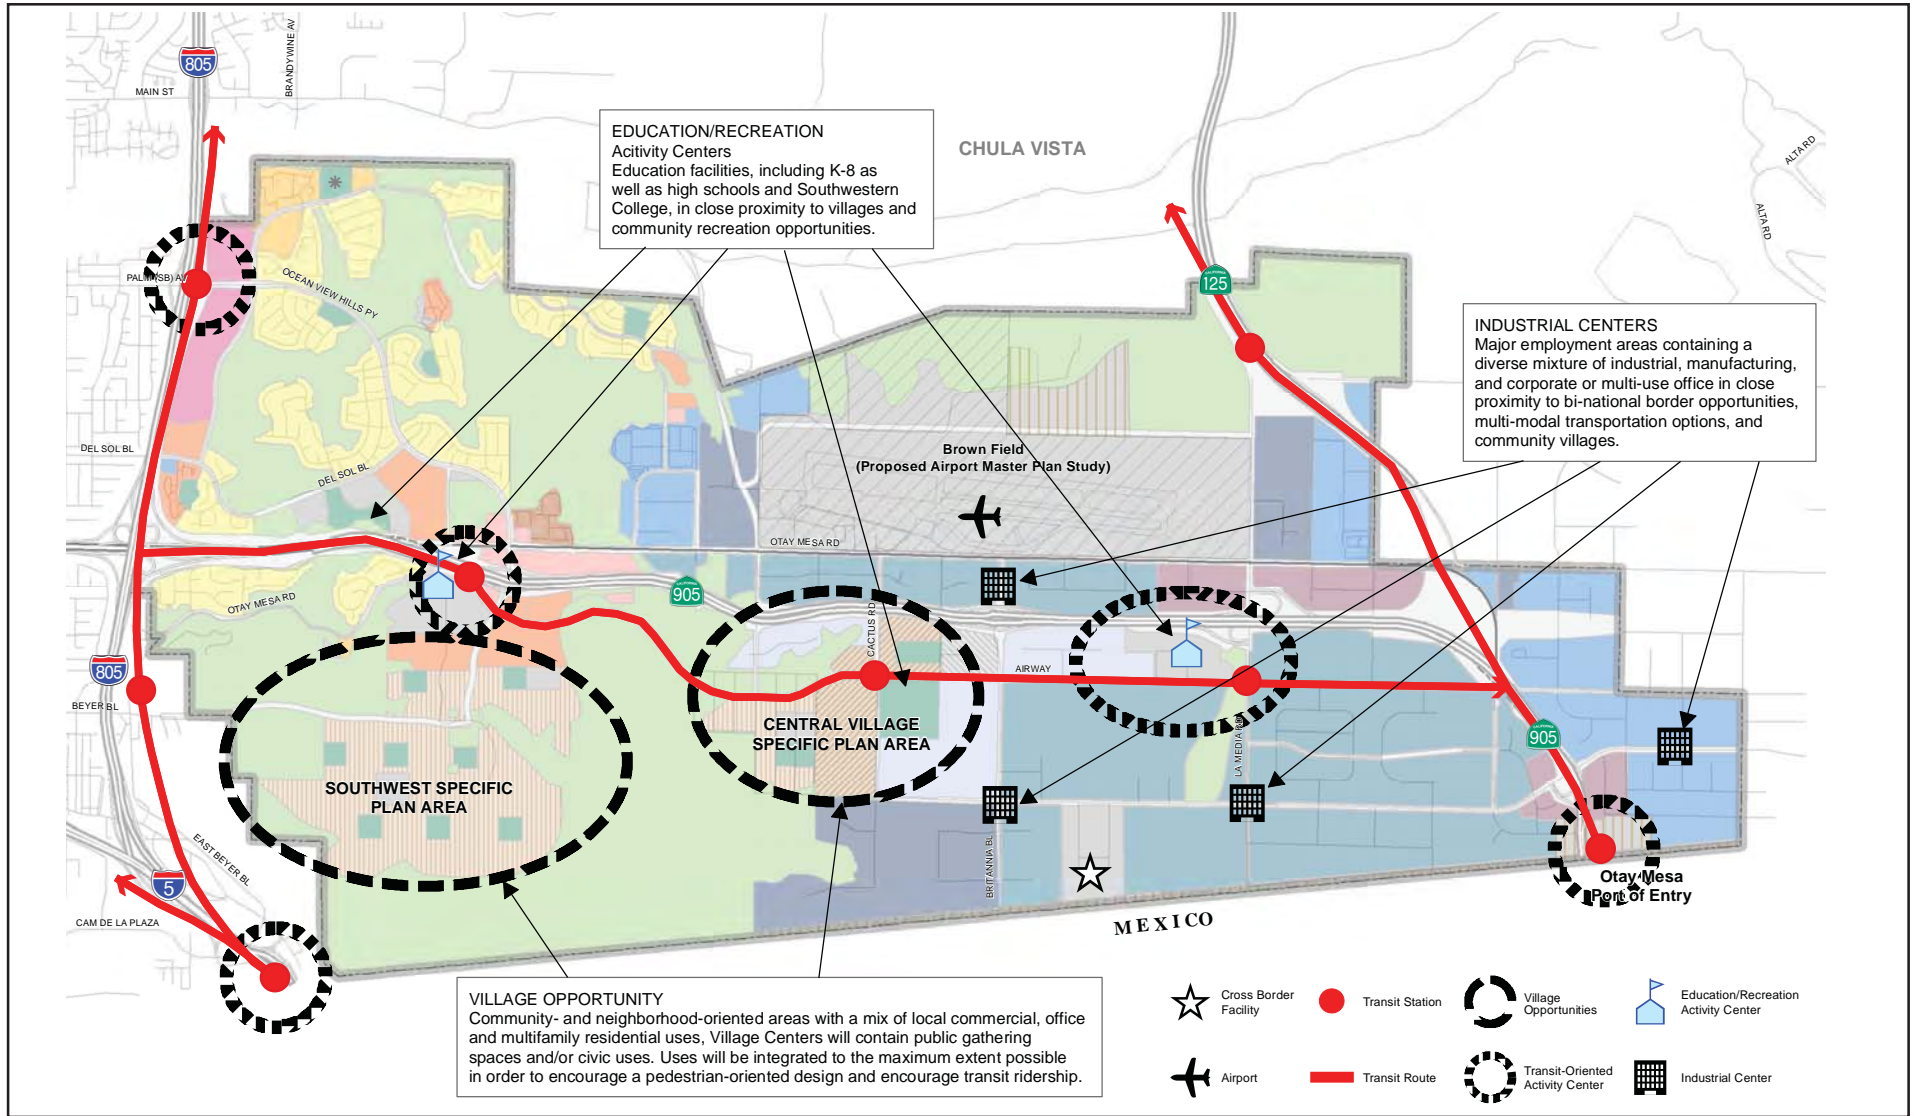 805
MAIN ST
BRANDYWINE AV
EDUCATION/RECREATION
Acitivity Centers
Education facilities, including K-8 as
well as high schools and Southwestern
College, in close proximity to villages and
community recreation opportunities.
CHULA VISTA
ALTA RD
ALTA RD
PALM (SB) AV
OCEAN VIEW HILLS PY
CALIFORNIA
125
INDUSTRIAL CENTERS
Major employment areas containing a
diverse mixture of industrial, manufacturing,
and corporate or multi-use office in close
proximity to bi-national border opportunities,
multi-modal transportation options, and
community villages.
DEL SOL BL
DEL SOL BL
Brown Field
(Proposed Airport Master Plan Study)
OTAY MESA RD
OTAY MESA RD
CALIFORNIA
905
CACTUS RD
AIRWAY
805
BEYER BL
CENTRAL VILLAGE
SPECIFIC PLAN AREA
LA MEDIA RD
CALIFORNIA
905
SOUTHWEST SPECIFIC
PLAN AREA
EAST BEYER BL
BRITANNIA BL
5
Otay Mesa
Port of Entry
CAM DE LA PLAZA
MEXICO
VILLAGE OPPORTUNITY
Community- and neighborhood-oriented areas with a mix of local commercial, office
and multifamily residential uses, Village Centers will contain public gathering
spaces and/or civic uses. Uses will be integrated to the maximum extent possible
in order to encourage a pedestrian-oriented design and encourage transit ridership.
Cross Border
Facility
Transit Station
Village
Opportunities
Education/Recreation
Activity Center
Airport
Transit Route
Transit-Oriented
Activity Center
Industrial Center